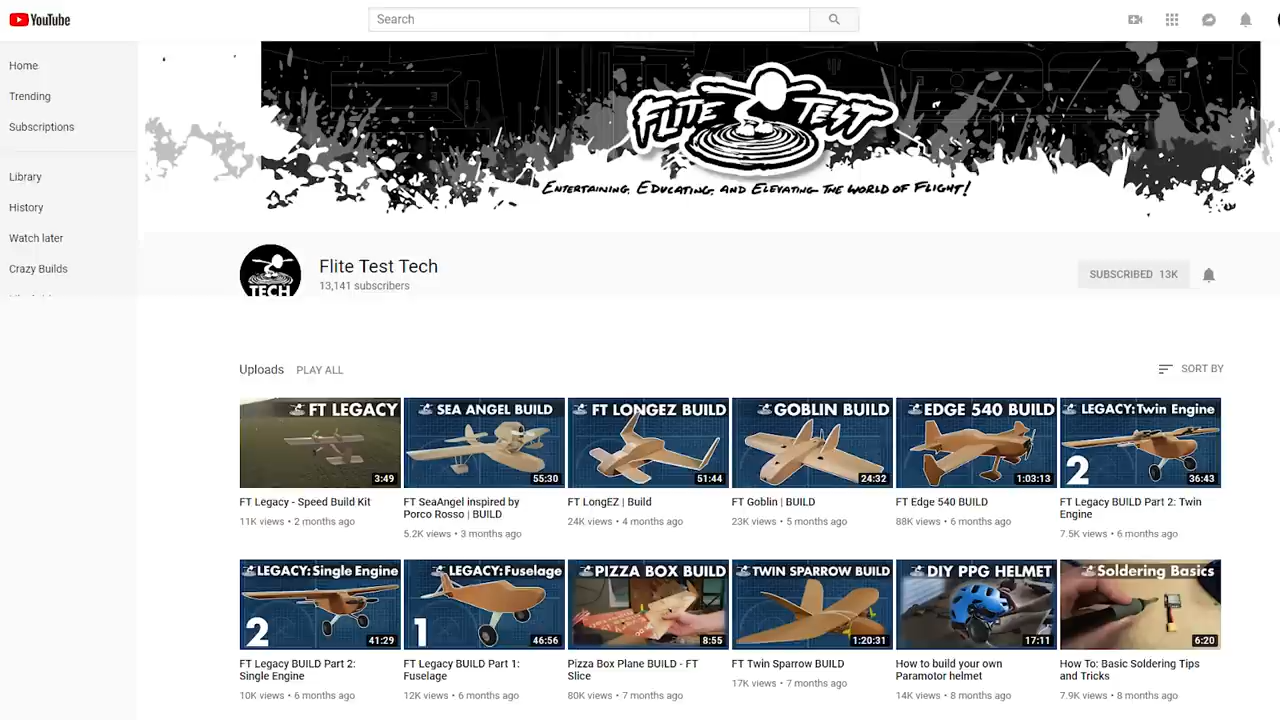 YouTube
Search
Home
Trending
Subscriptions
Library
History
Watch later
Crazy Builds
FLITE TEST
ENTERTAINING, EDUCATING, AND ELEVATING THE WORLD OF FLIGHT!
TECH
Flite Test Tech
13,141 subscribers
SUBSCRIBED 13K
Uploads PLAY ALL
SORT BY
FT LEGACY
3:49
SEA ANGEL BUILD
55:30
FT LONGEZ BUILD
51:44
GOBLIN BUILD
24:32
EDGE 540 BUILD
1:03:13
LEGACY: Twin Engine
2
36:43
FT Legacy - Speed Build Kit
11K views • 2 months ago
FT SeaAngel inspired by
Porco Rosso | BUILD
5.2K views • 3 months ago
FT LongEZ | Build
24K views • 4 months ago
FT Goblin | BUILD
23K views • 5 months ago
FT Edge 540 BUILD
88K views • 6 months ago
FT Legacy BUILD Part 2: Twin
Engine
7.5K views • 6 months ago
LEGACY: Single Engine
2
41:29
LEGACY: Fuselage
1
46:56
PIZZA BOX BUILD
8:55
TWIN SPARROW BUILD
1:20:31
DIY PPG HELMET
17:11
Soldering Basics
6:20
FT Legacy BUILD Part 2:
Single Engine
10K views • 6 months ago
FT Legacy BUILD Part 1:
Fuselage
12K views • 6 months ago
Pizza Box Plane BUILD - FT
Slice
80K views • 7 months ago
FT Twin Sparrow BUILD
17K views • 7 months ago
How to build your own
Paramotor helmet
14K views • 8 months ago
How To: Basic Soldering Tips
and Tricks
7.9K views • 8 months ago